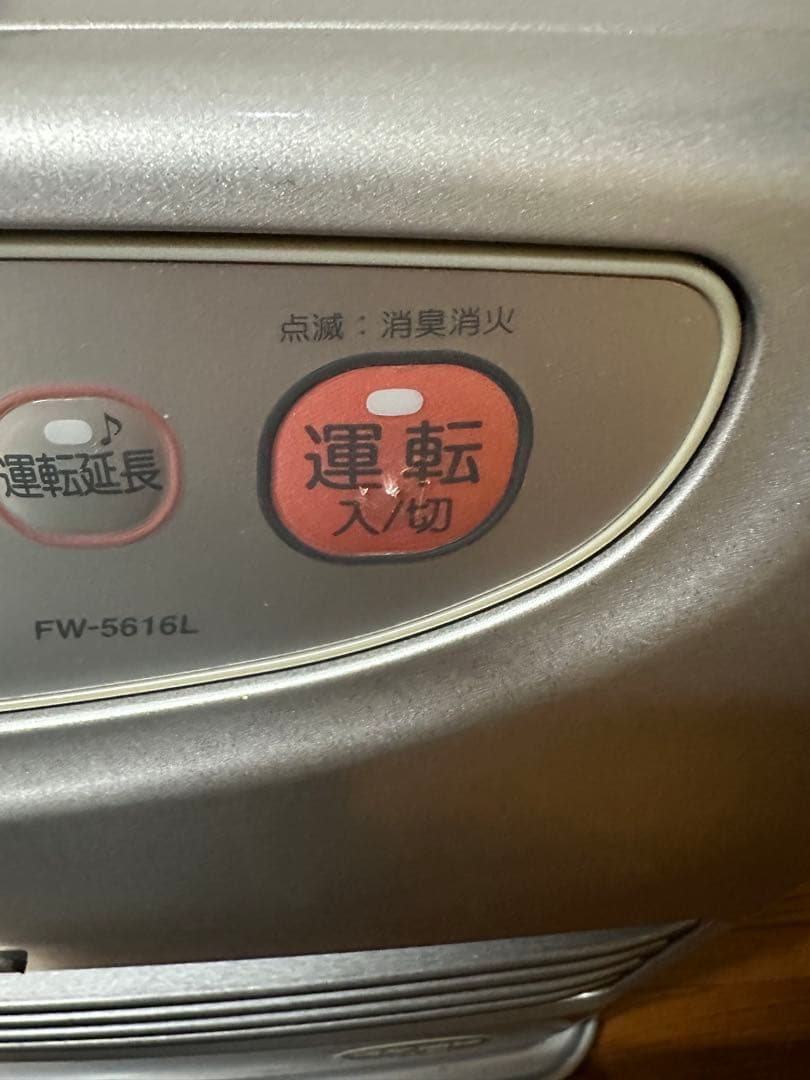 点滅：消臭消火
♪
運転延長
運転
入/切
FW-5616L